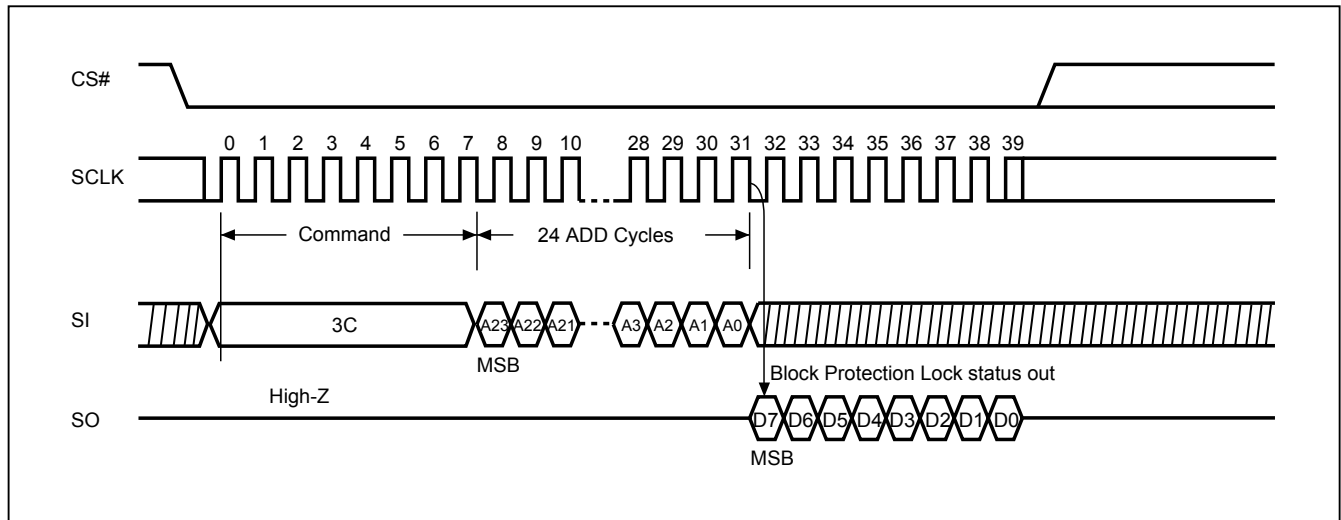 CS#
0 1 2 3 4 5 6 7 8 9 10 28 29 30 31 32 33 34 35 36 37 38 39
SCLK
Command 24 ADD Cycles
SI 3C A23 A22 A21 A3 A2 A1 A0
MSB
Block Protection Lock status out
High-Z
SO D7 D6 D5 D4 D3 D2 D1 D0
MSB